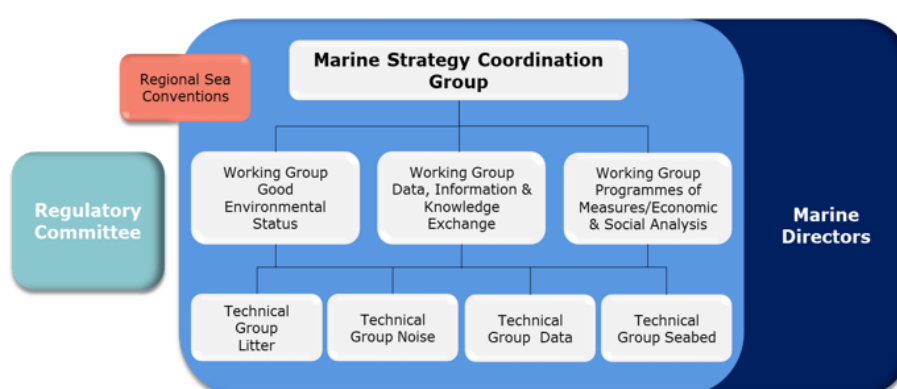 Marine Strategy Coordination
Group
Regional Sea
Conventions
Regulatory
Committee
Working Group
Good
Environmental
Status
Working Group
Data, Information &
Knowledge
Exchange
Working Group
Programmes of
Measures/Economic
& Social Analysis
Marine
Directors
Technical
Group
Litter
Technical
Group Noise
Technical
Group Data
Technical
Group Seabed